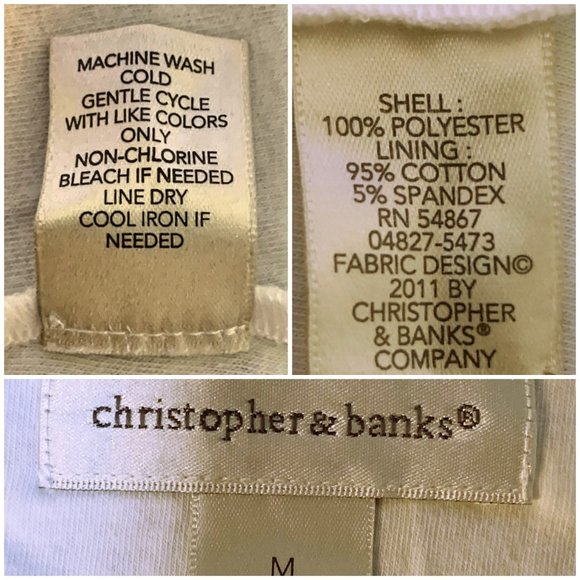 MACHINE WASH
COLD
GENTLE CYCLE
WITH LIKE COLORS
ONLY
NON-CHLORINE
BLEACH IF NEEDED
LINE DRY
COOL IRON IF
NEEDED
SHELL :
100% POLYESTER
LINING :
95% COTTON
5% SPANDEX
RN 54867
04827-5473
FABRIC DESIGN©
2011 BY
CHRISTOPHER
& BANKS®
COMPANY
christopher & banks®
M